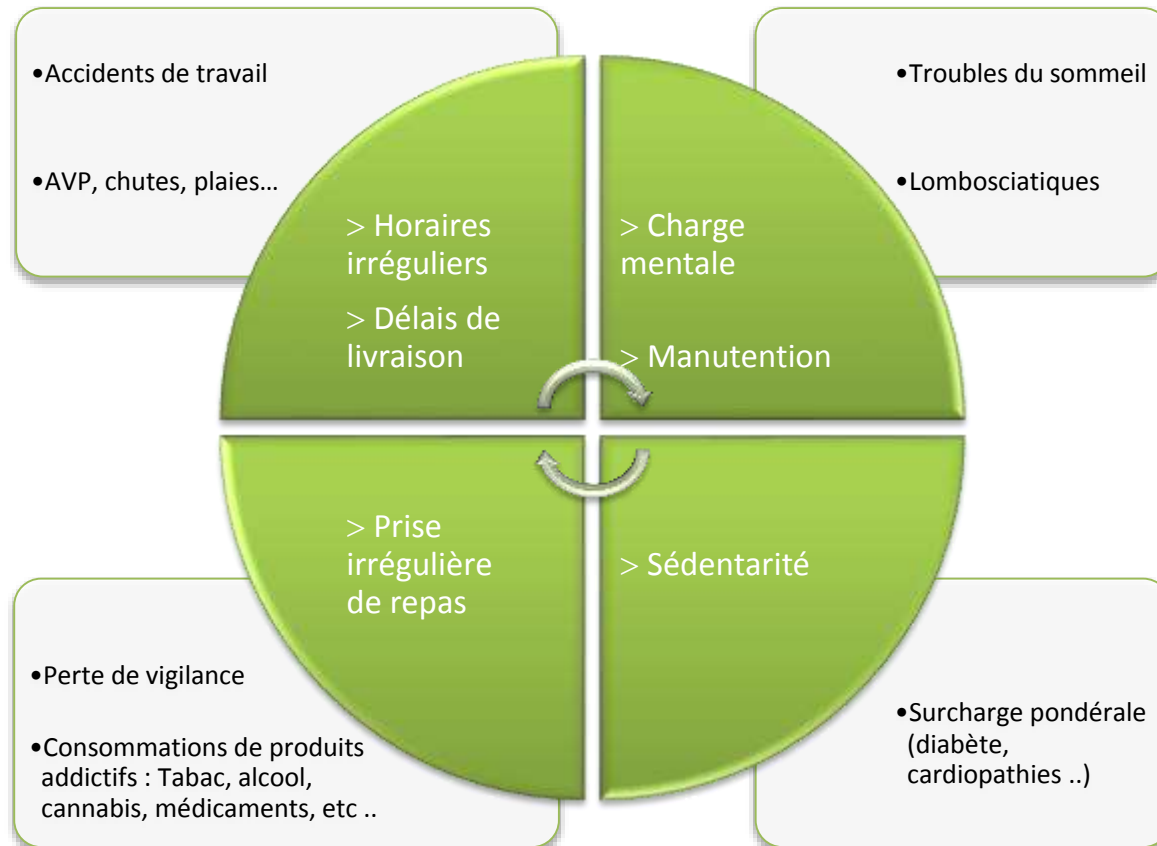 •Accidents de travail
•AVP, chutes, plaies...
> Horaires
irréguliers
> Délais de
livraison
•Troubles du sommeil
•Lombosciatiques
> Charge
mentale
> Manutention
> Prise
irrégulière
de repas
•Perte de vigilance
•Consommations de produits
addictifs : Tabac, alcool,
cannabis, médicaments, etc ..
> Sédentarité
•Surcharge pondérale
(diabète,
cardiopathies ..)